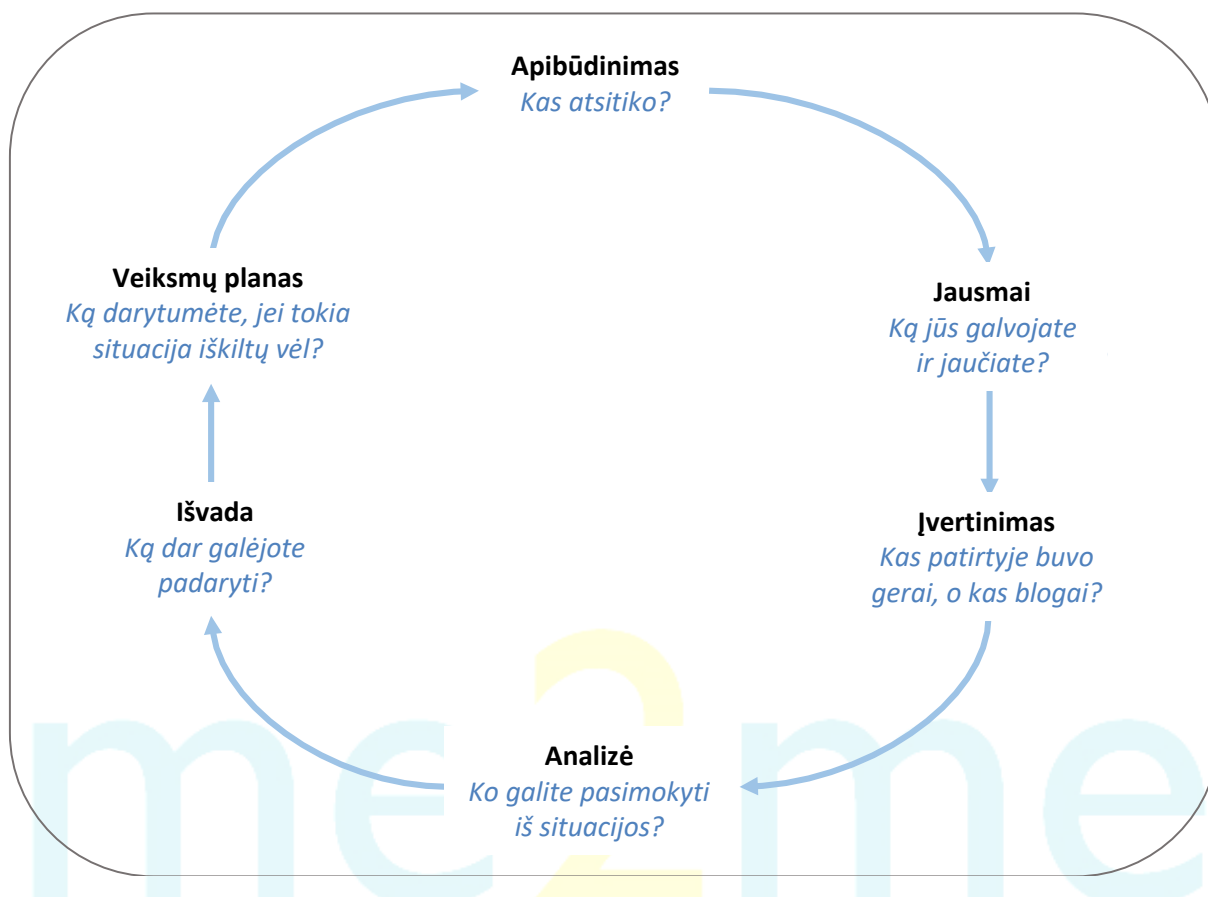 Apibūdinimas
Kas atsitiko?
Jausmai
Ką jūs galvojate
ir jaučiate?
Įvertinimas
Kas patirtyje buvo
gerai, o kas blogai?
Analizė
Ko galite pasimokyti
iš situacijos?
Išvada
Ką dar galėjote
padaryti?
Veiksmų planas
Ką darytumėte, jei tokia
situacija iškiltų vėl?
me2me